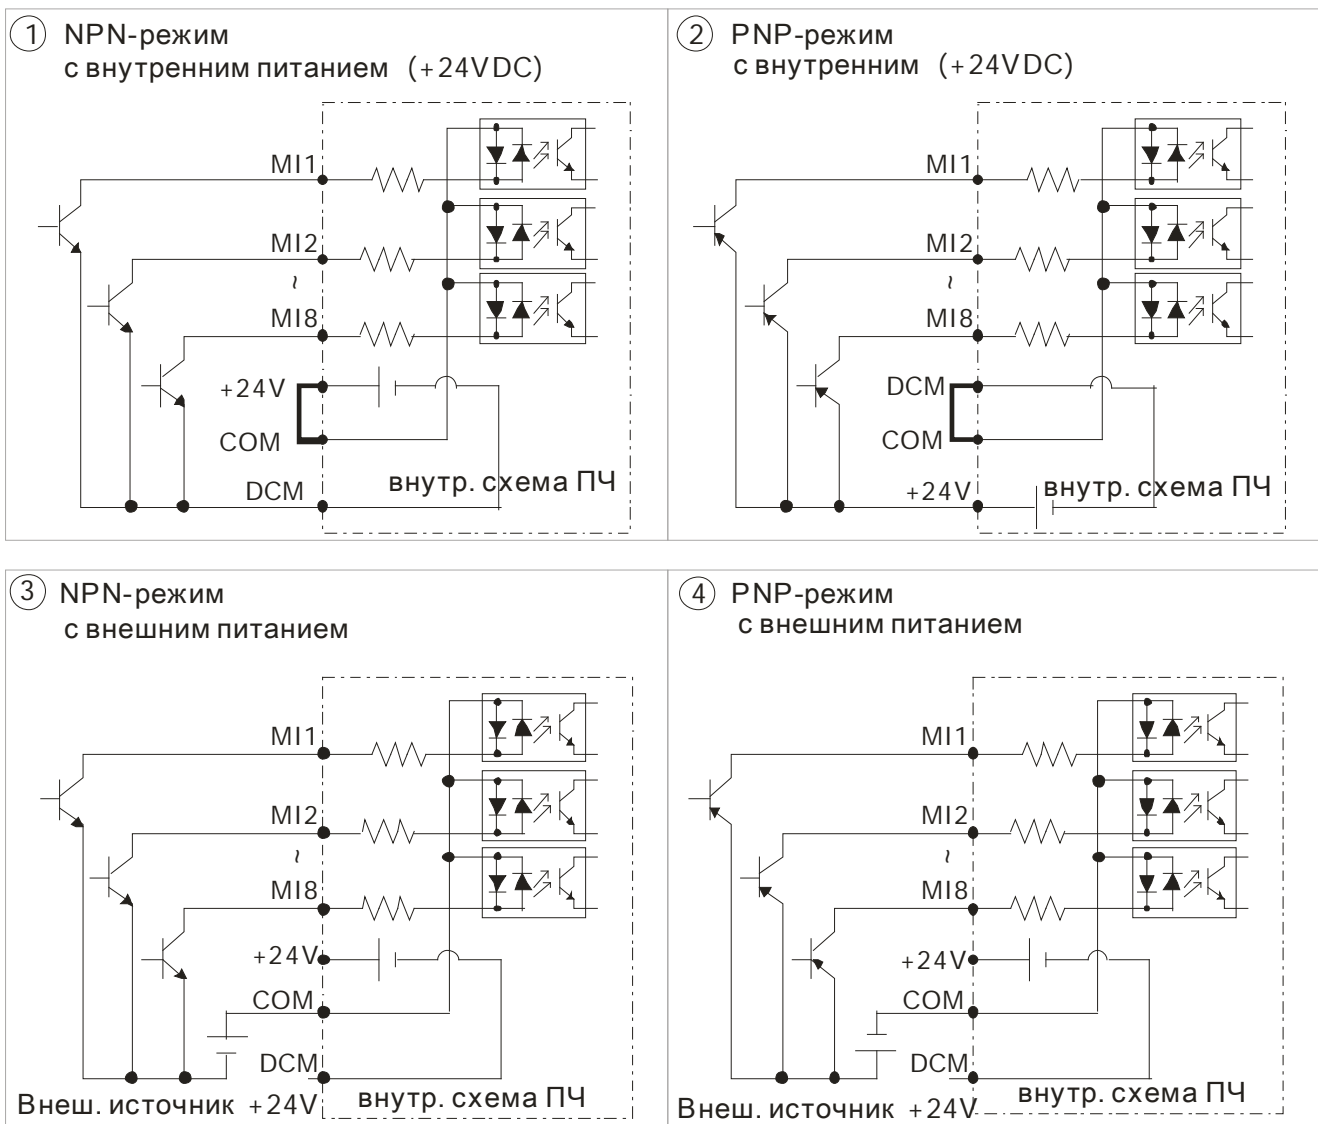 1 NPN-режим
с внутренним питанием (+24VDC)
MI1
MI2
~
MI8
+24V
COM
DCM
внутр. схема ПЧ
2 PNP-режим
с внутренним (+24VDC)
MI1
MI2
~
MI8
DCM
COM
+24V
внутр. схема ПЧ
3 NPN-режим
с внешним питанием
MI1
MI2
~
MI8
+24V
COM
DCM
внутр. схема ПЧ
Внеш. источник +24V
4 PNP-режим
с внешним питанием
MI1
MI2
~
MI8
+24V
COM
DCM
внутр. схема ПЧ
Внеш. источник +24V